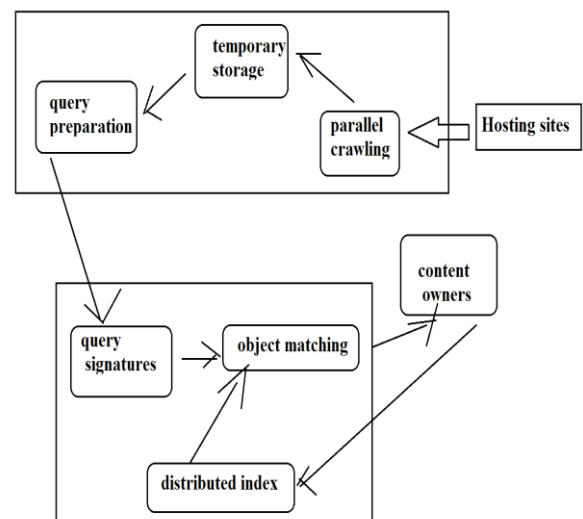 temporary
storage
query
preparation
parallel
crawling
Hosting sites
content
owners
query
signatures
object matching
distributed index